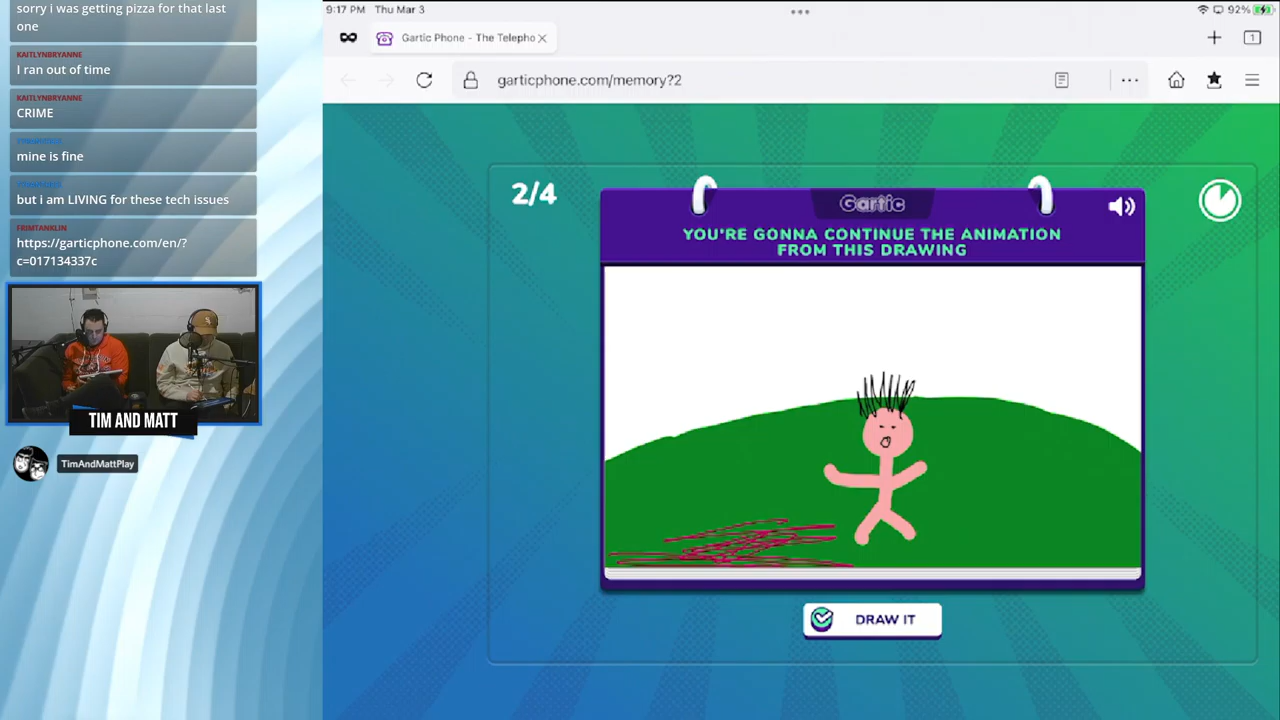 sorry i was getting pizza for that last
one
KAITLYNBRYANNE
I ran out of time
KAITLYNBRYANNE
CRIME
mine is fine
but i am LIVING for these tech issues
FRIMTANKLIN
https://garticphone.com/en/?
c=017134337c
TIM AND MATT
TimAndMattPlay
9:17 PM Thu Mar 3
92%
Gartic Phone - The Telepho
1
garticphone.com/memory?2
2/4
Gartic
YOU'RE GONNA CONTINUE THE ANIMATION
FROM THIS DRAWING
DRAW IT